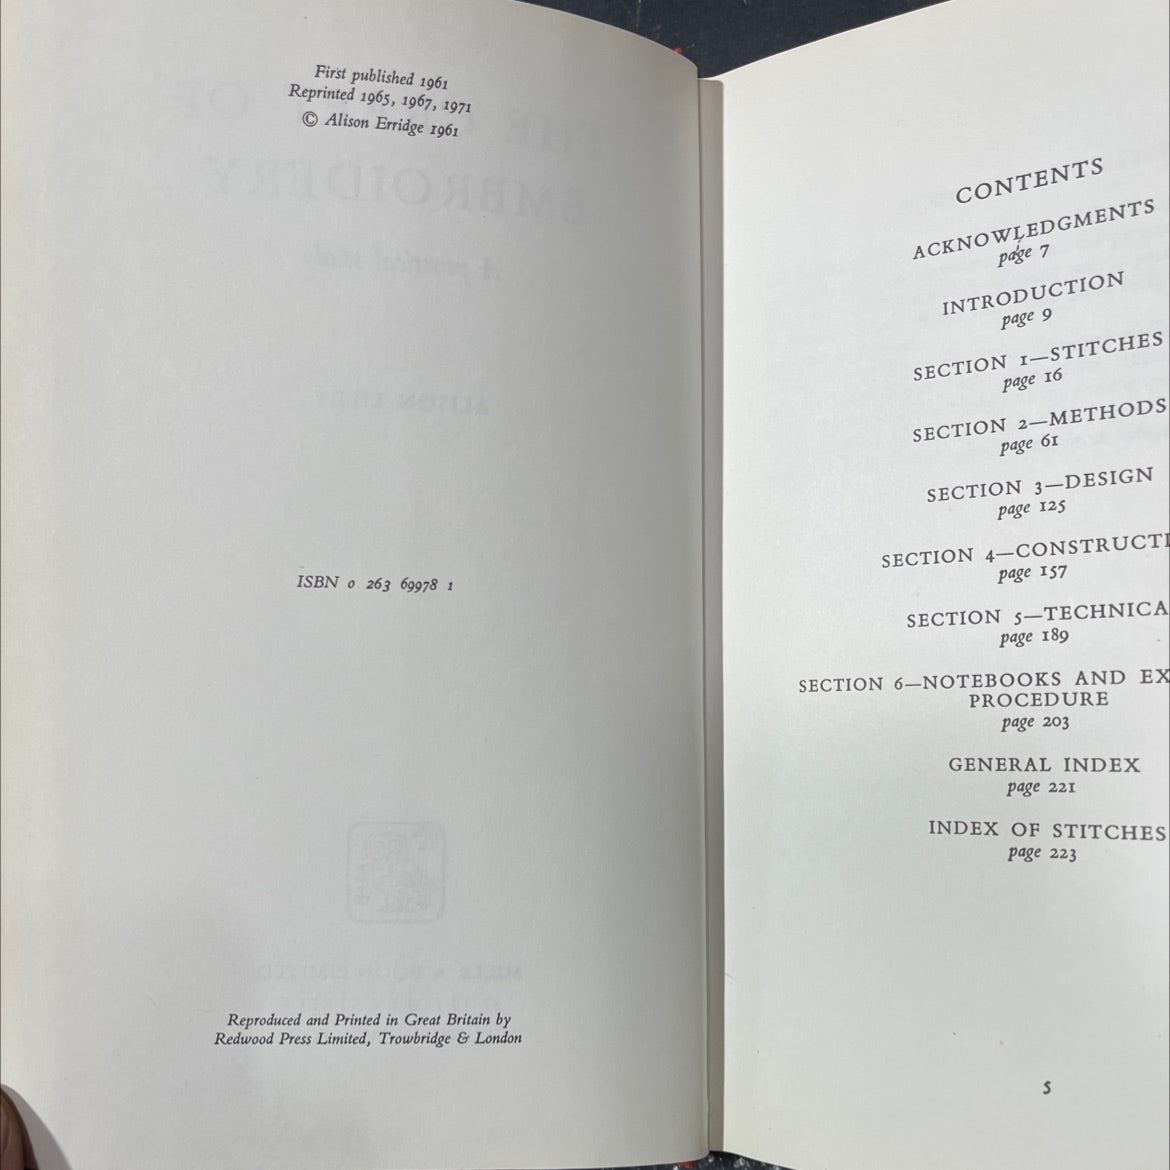 First published 1961
Reprinted 1965, 1967, 1971
© Alison Erridge 1961
ISBN 0 263 69978 1
Reproduced and Printed in Great Britain by
Redwood Press Limited, Trowbridge & London
CONTENTS
ACKNOWLEDGMENTS
page 7
INTRODUCTION
page 9
SECTION 1—STITCHES
page 16
SECTION 2—METHODS
page 61
SECTION 3—DESIGN
page 125
SECTION 4—CONSTRUCTI
page 157
SECTION 5—TECHNICA
page 189
SECTION 6—NOTEBOOKS AND EX
PROCEDURE
page 203
GENERAL INDEX
page 221
INDEX OF STITCHES
page 223
5